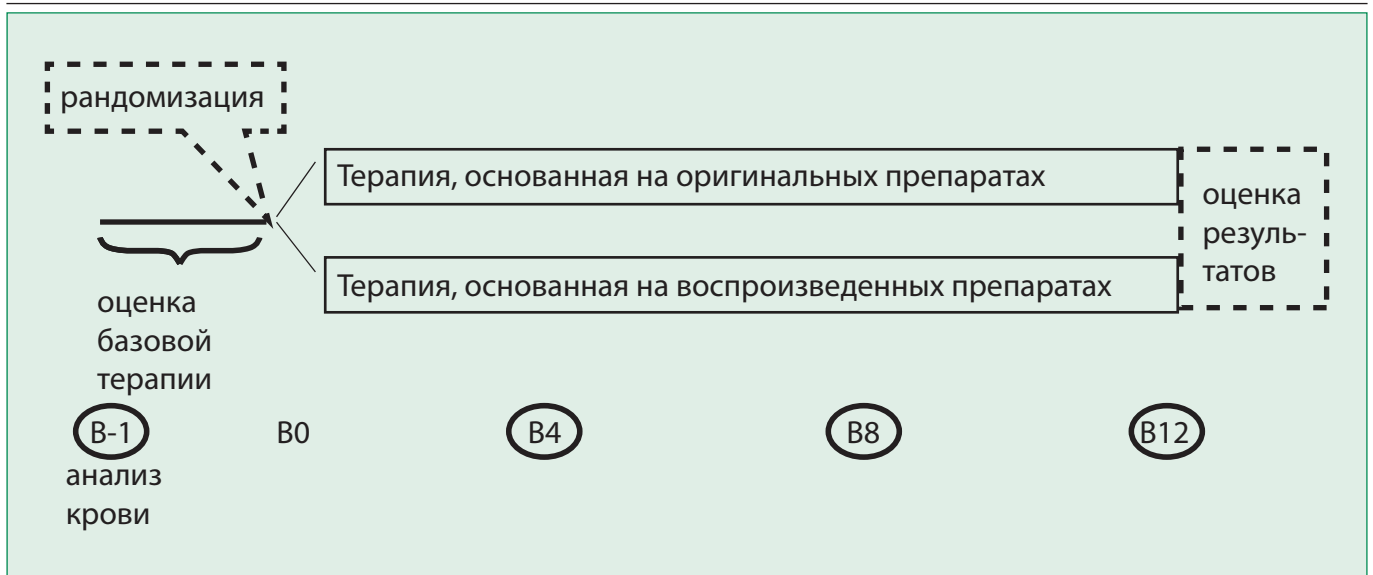 рандомизация
Терапия, основанная на оригинальных препаратах
оценка
резуль-
татов
Терапия, основанная на воспроизведенных препаратах
оценка
базовой
терапии
В-1 В0 В4 В8 В12
анализ
крови